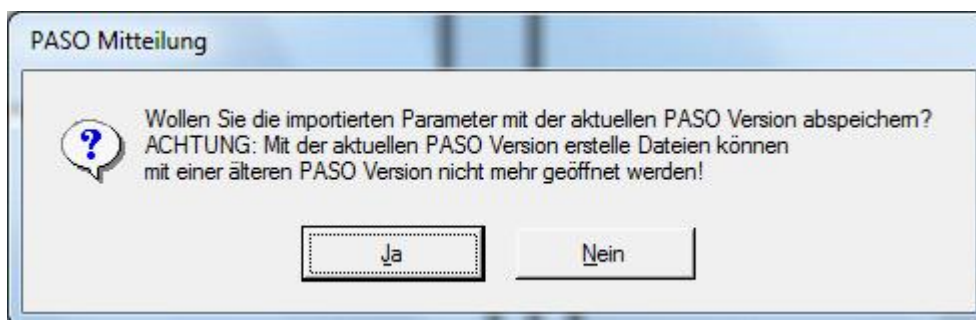 PASO Mitteilung
Wollen Sie die importierten Parameter mit der aktuellen PASO Version abspeichern?
ACHTUNG: Mit der aktuellen PASO Version erstelle Dateien können
mit einer älteren PASO Version nicht mehr geöffnet werden!
Ja
Nein